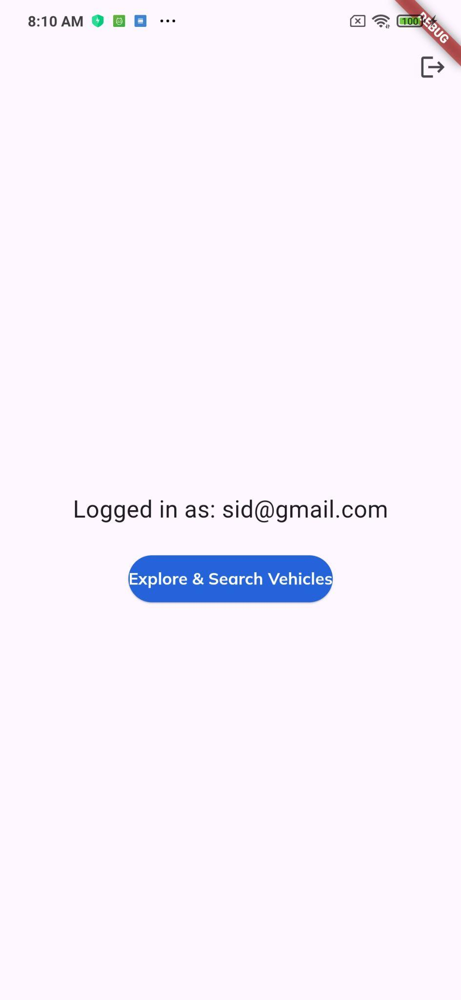 8:10 AM
100
DEBUG
Logged in as: sid@gmail.com
Explore & Search Vehicles